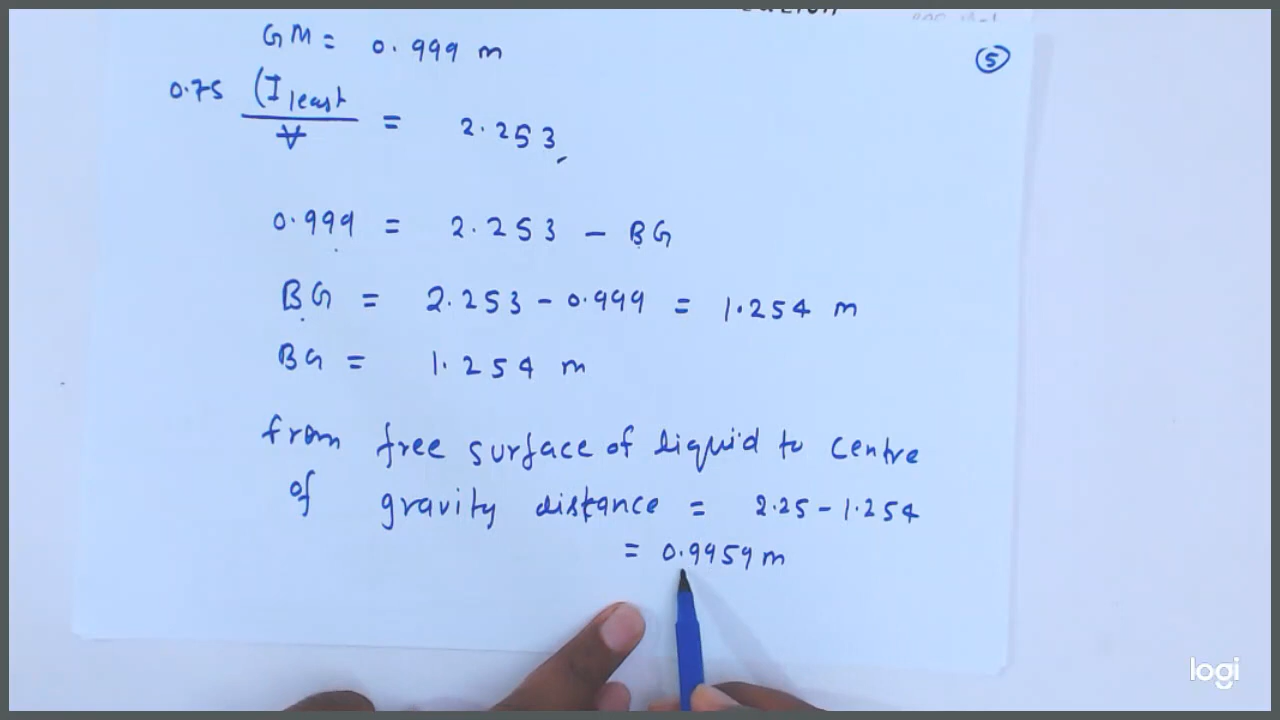 GM = 0.999 m
5
0.75 (I least / V = 2.253
0.999 = 2.253 - BG
BG = 2.253 - 0.999 = 1.254 m
BG = 1.254 m
from free surface of liquid to centre
of gravity distance = 2.25 - 1.254
= 0.9959 m
logi